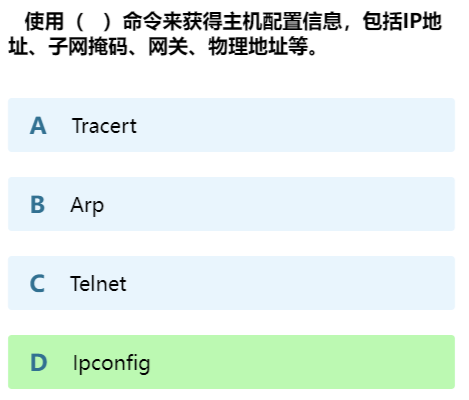 使用（ ）命令来获得主机配置信息，包括IP地
址、子网掩码、网关、物理地址等。
A Tracert
B Arp
C Telnet
D Ipconfig